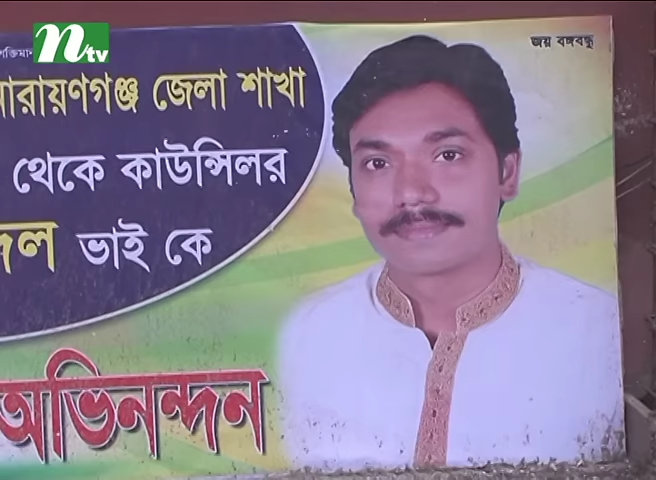 ntv
জয় বঙ্গবন্ধু
নারায়ণগঞ্জ জেলা শাখা
থেকে কাউন্সিলর
ভাই কে
অভিনন্দন